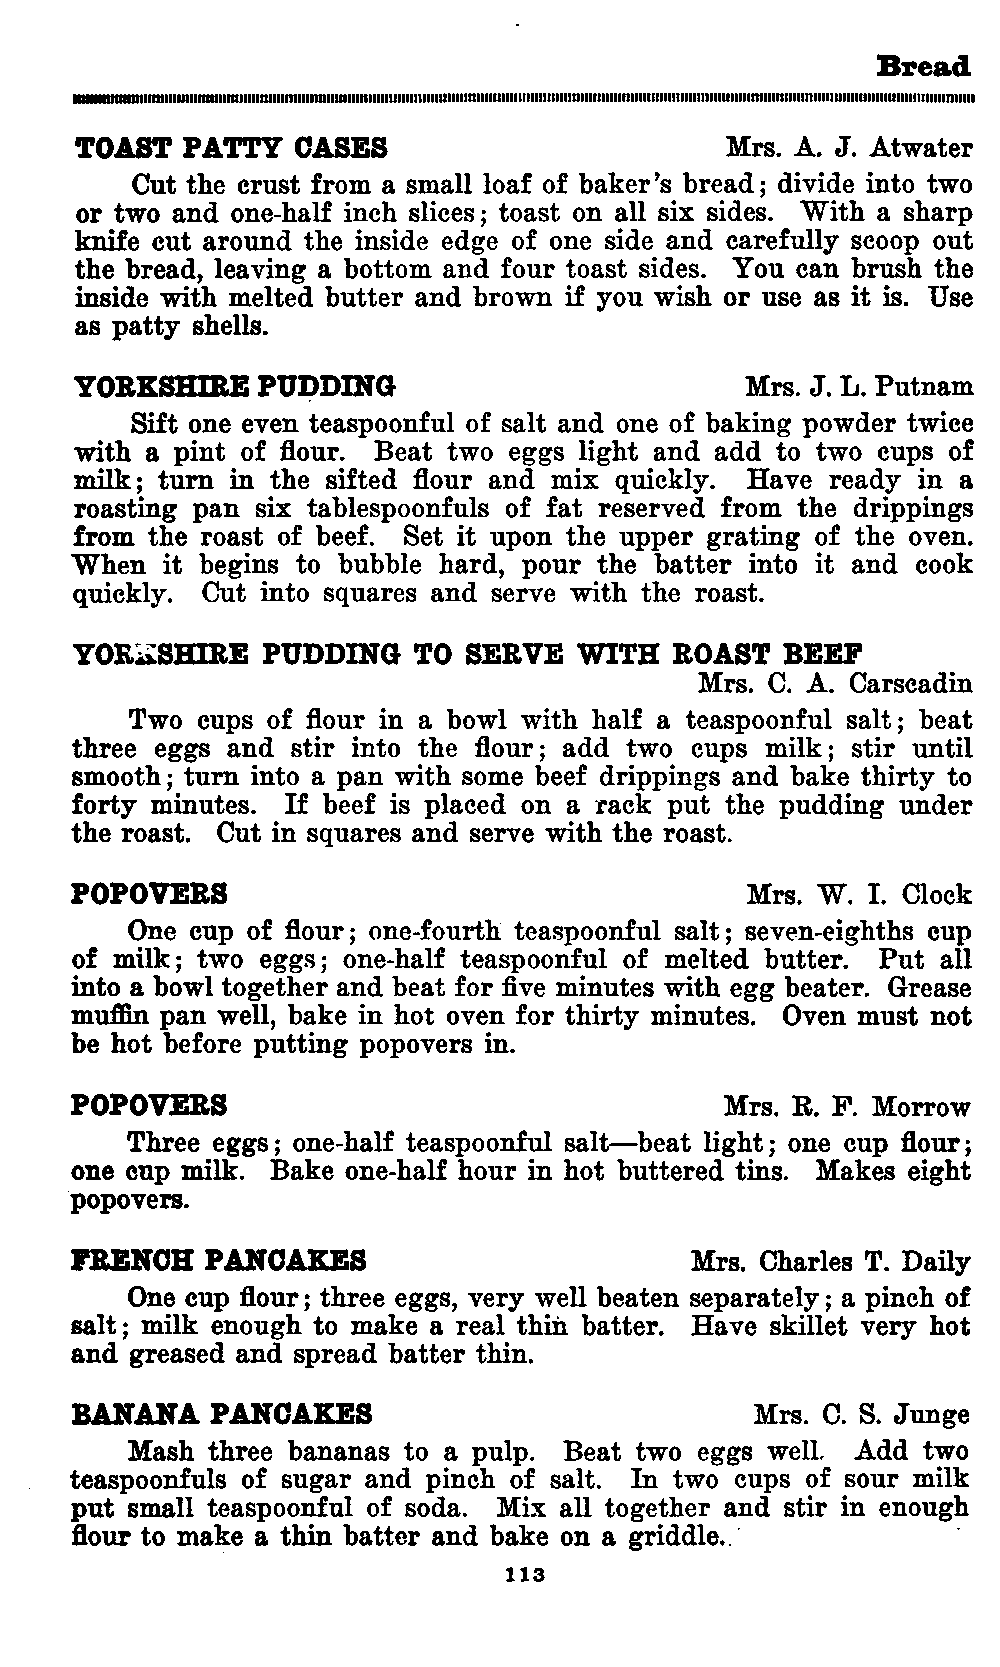 Bread
TOAST PATTY CASES Mrs. A. J. Atwater
Cut the crust from a small loaf of baker's bread; divide into two
or two and one-half inch slices; toast on all six sides. With a sharp
knife cut around the inside edge of one side and carefully scoop out
the bread, leaving a bottom and four toast sides. You can brush the
inside with melted butter and brown if you wish or use as it is. Use
as patty shells.
YORKSHIRE PUDDING Mrs. J. L. Putnam
Sift one even teaspoonful of salt and one of baking powder twice
with a pint of flour. Beat two eggs light and add to two cups of
milk; turn in the sifted flour and mix quickly. Have ready in a
roasting pan six tablespoonfuls of fat reserved from the drippings
from the roast of beef. Set it upon the upper grating of the oven.
When it begins to bubble hard, pour the batter into it and cook
quickly. Cut into squares and serve with the roast.
YORKSHIRE PUDDING TO SERVE WITH ROAST BEEF
Mrs. C. A. Carscadin
Two cups of flour in a bowl with half a teaspoonful salt; beat
three eggs and stir into the flour; add two cups milk; stir until
smooth; turn into a pan with some beef drippings and bake thirty to
forty minutes. If beef is placed on a rack put the pudding under
the roast. Cut in squares and serve with the roast.
POPOVERS Mrs. W. I. Clock
One cup of flour; one-fourth teaspoonful salt; seven-eighths cup
of milk; two eggs; one-half teaspoonful of melted butter. Put all
into a bowl together and beat for five minutes with egg beater. Grease
muffin pan well, bake in hot oven for thirty minutes. Oven must not
be hot before putting popovers in.
POPOVERS Mrs. R. F. Morrow
Three eggs; one-half teaspoonful salt—beat light; one cup flour;
one cup milk. Bake one-half hour in hot buttered tins. Makes eight
popovers.
FRENCH PANCAKES Mrs. Charles T. Daily
One cup flour; three eggs, very well beaten separately; a pinch of
salt; milk enough to make a real thin batter. Have skillet very hot
and greased and spread batter thin.
BANANA PANCAKES Mrs. C. S. Junge
Mash three bananas to a pulp. Beat two eggs well. Add two
teaspoonfuls of sugar and pinch of salt. In two cups of sour milk
put small teaspoonful of soda. Mix all together and stir in enough
flour to make a thin batter and bake on a griddle.
113